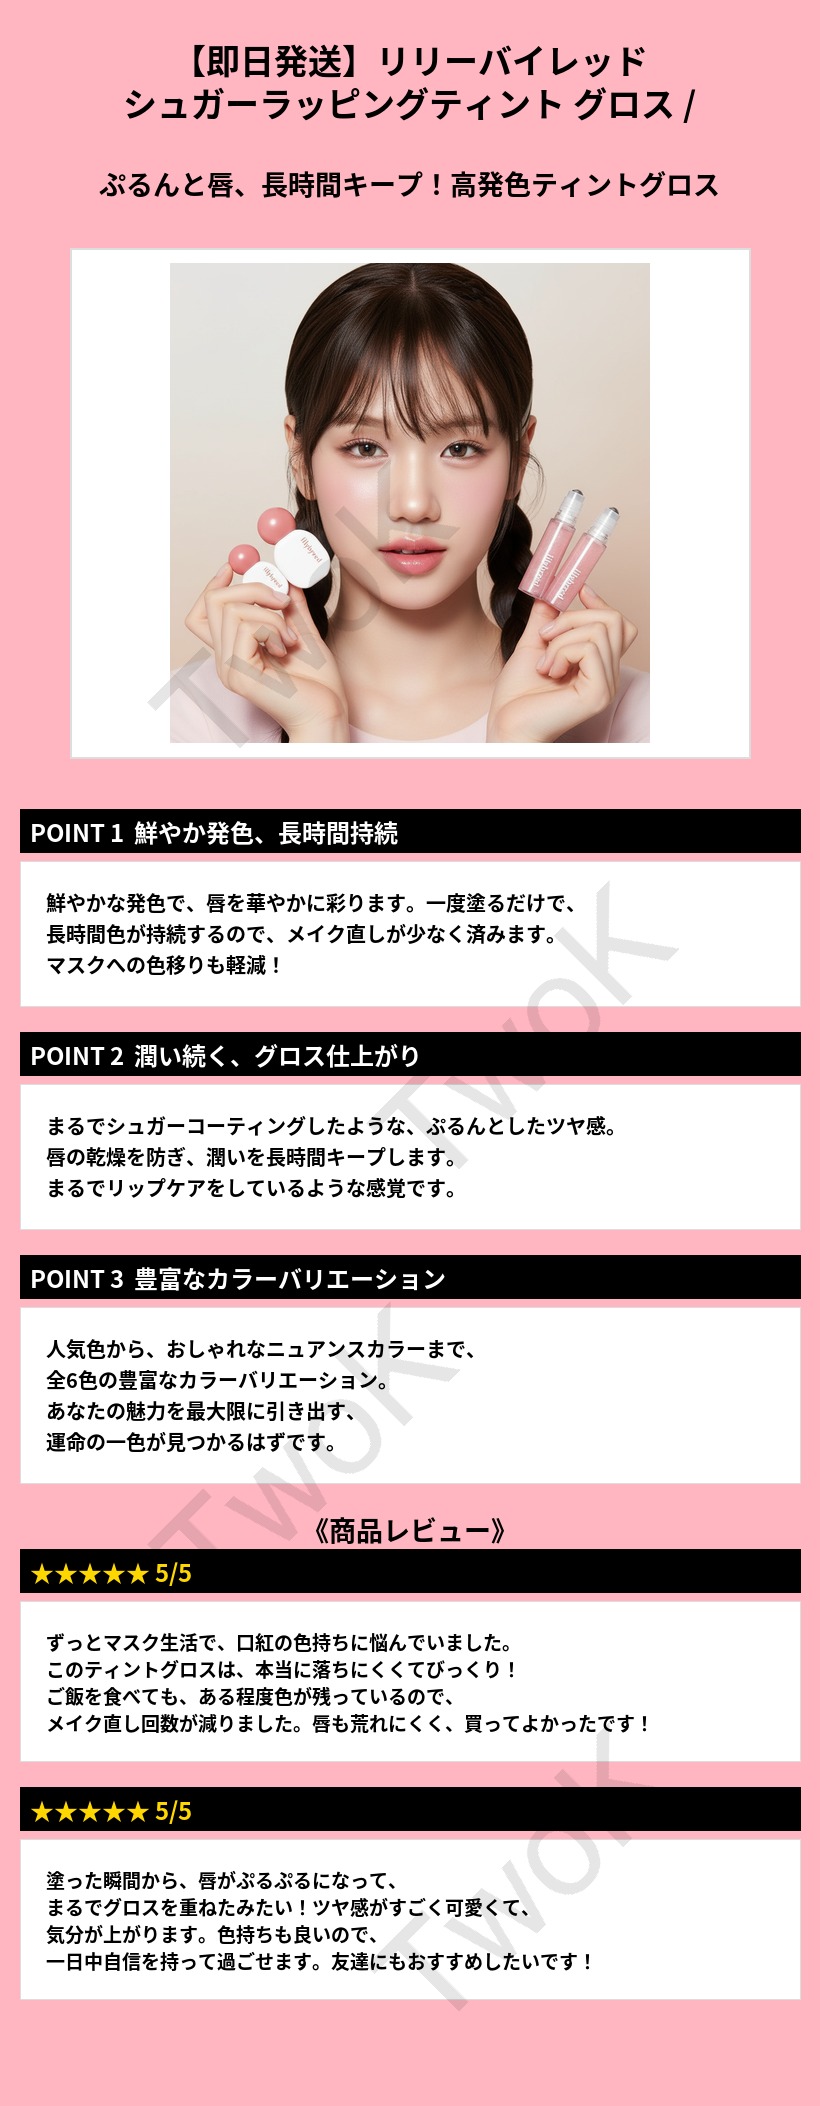 【即日発送】リリーバイレッド
シュガーラッピングティント グロス /
ぷるんと唇、長時間キープ！高発色ティントグロス
lilybyred
lilybyred
lilybyred
lilybyred
TwoK
POINT 1 鮮やか発色、長時間持続
鮮やかな発色で、唇を華やかに彩ります。一度塗るだけで、
長時間色が持続するので、メイク直しが少なく済みます。
マスクへの色移りも軽減！
TwoK
POINT 2 潤い続く、グロス仕上がり
まるでシュガーコーティングしたような、ぷるんとしたツヤ感。
唇の乾燥を防ぎ、潤いを長時間キープします。
まるでリップケアをしているような感覚です。
POINT 3 豊富なカラーバリエーション
人気色から、おしゃれなニュアンスカラーまで、
全6色の豊富なカラーバリエーション。
あなたの魅力を最大限に引き出す、
運命の一色が見つかるはずです。
TwoK
《商品レビュー》
★★★★★ 5/5
ずっとマスク生活で、口紅の色持ちに悩んでいました。
このティントグロスは、本当に落ちにくくてびっくり！
ご飯を食べても、ある程度色が残っているので、
メイク直し回数が減りました。唇も荒れにくく、買ってよかったです！
★★★★★ 5/5
塗った瞬間から、唇がぷるぷるになって、
まるでグロスを重ねたみたい！ツヤ感がすごく可愛くて、
気分が上がります。色持ちも良いので、
一日中自信を持って過ごせます。友達にもおすすめしたいです！
TwoK